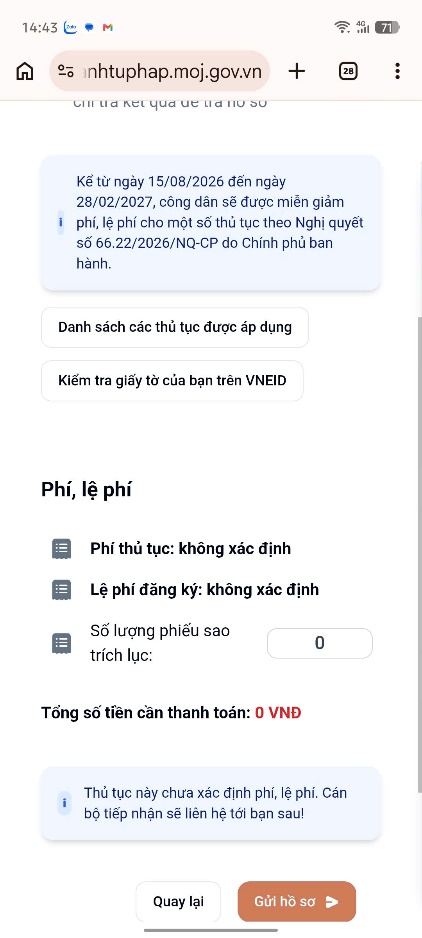 14:43
4G
71
nhtuphap.moj.gov.vn
28
chỉ tra kết quả để tra hồ sơ
Kể từ ngày 15/08/2026 đến ngày
28/02/2027, công dân sẽ được miễn giảm
phí, lệ phí cho một số thủ tục theo Nghị quyết
số 66.22/2026/NQ-CP do Chính phủ ban
hành.
Danh sách các thủ tục được áp dụng
Kiểm tra giấy tờ của bạn trên VNEID
Phí, lệ phí
Phí thủ tục: không xác định
Lệ phí đăng ký: không xác định
Số lượng phiếu sao
trích lục:
0
Tổng số tiền cần thanh toán: 0 VNĐ
Thủ tục này chưa xác định phí, lệ phí. Cán
bộ tiếp nhận sẽ liên hệ tới bạn sau!
Quay lại
Gửi hồ sơ